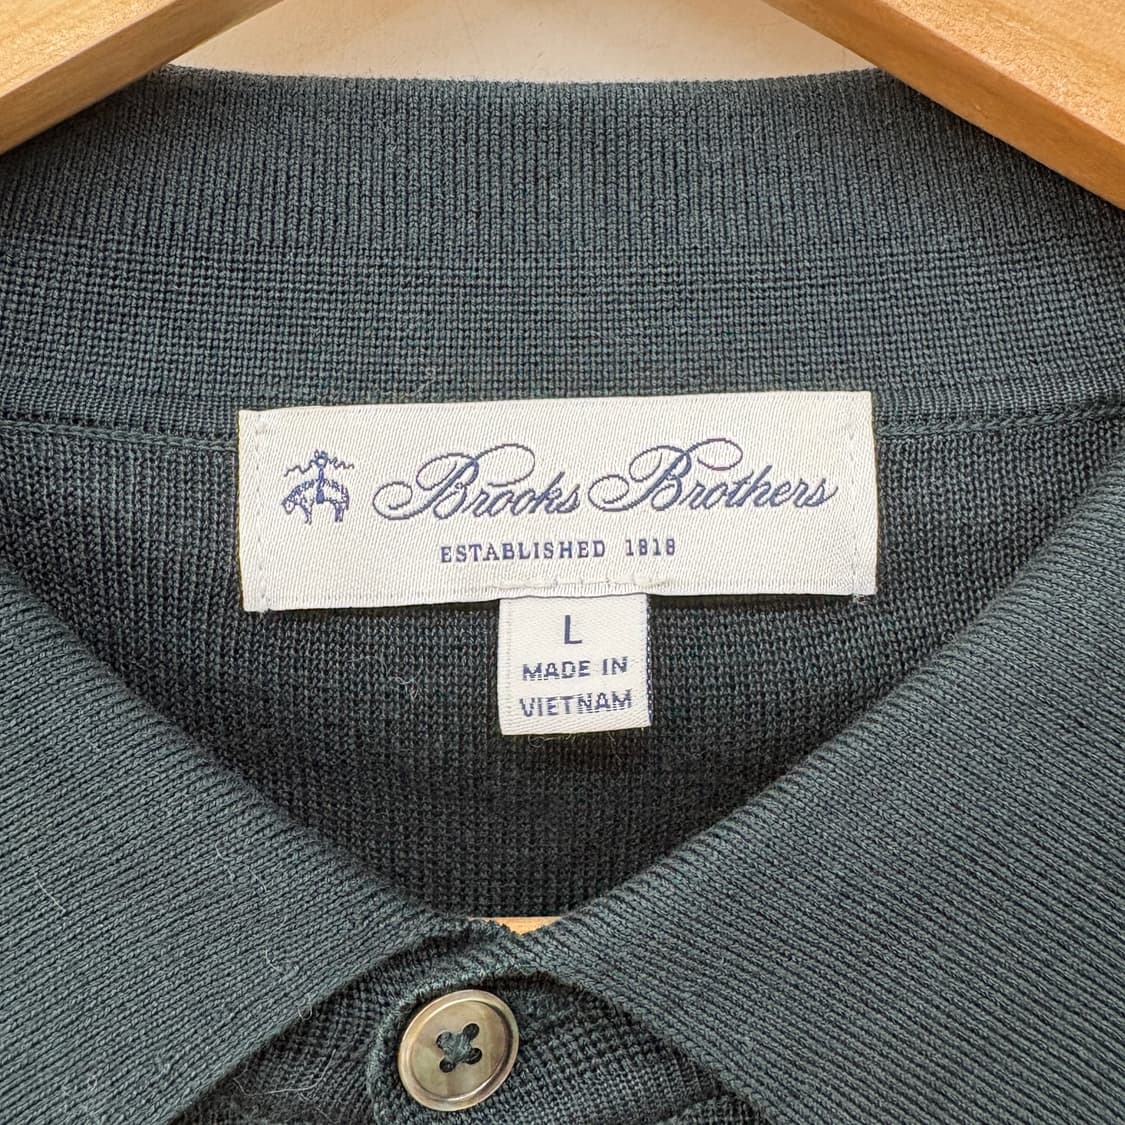 Brooks Brothers
ESTABLISHED 1818
L
MADE IN
VIETNAM